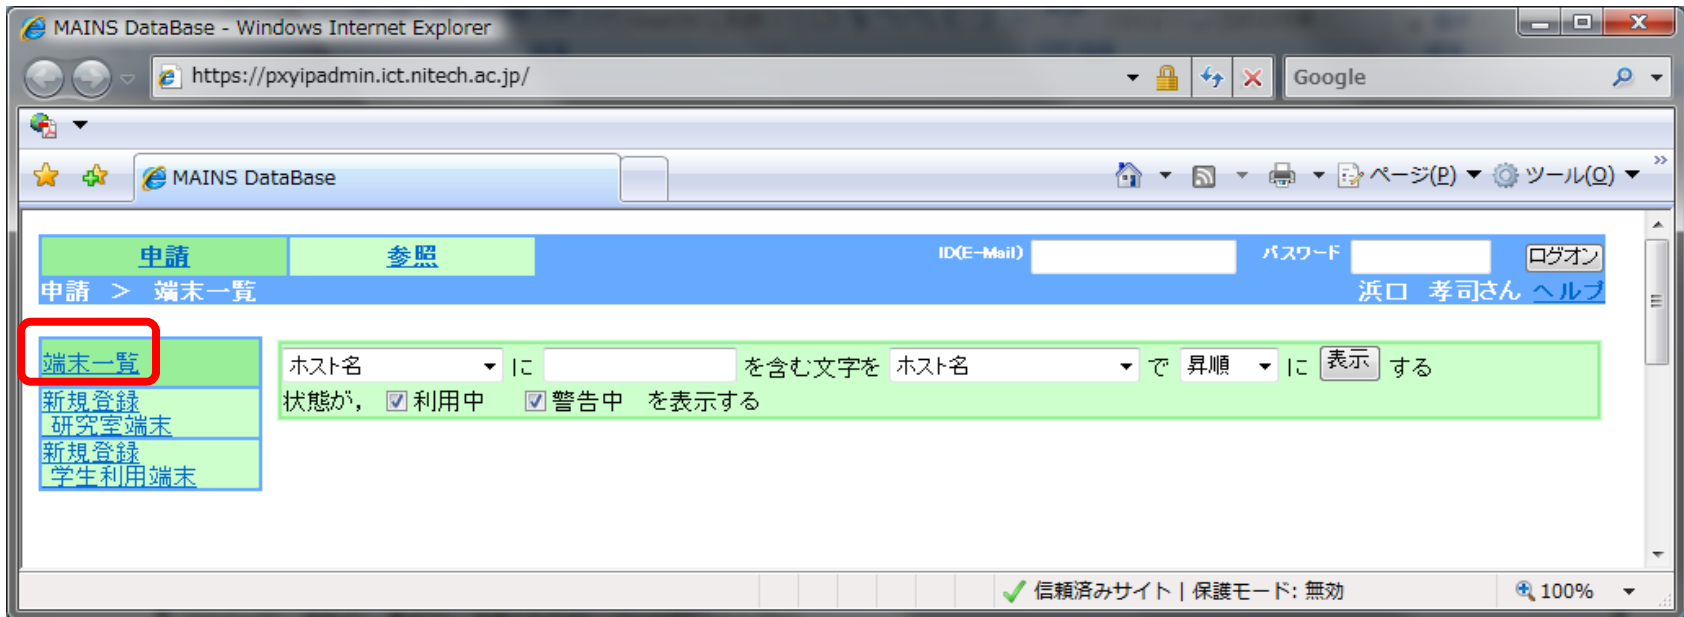 MAINS DataBase - Windows Internet Explorer
https://pxyipadmin.ict.nitech.ac.jp/
Google
MAINS DataBase
ページ(P)
ツール(O)
»
申請
参照
ID(E-Mail)
パスワード
ログオン
申請 > 端末一覧
浜口 孝司さん ヘルプ
端末一覧
新規登録
研究室端末
新規登録
学生利用端末
ホスト名 に を含む文字を ホスト名 で 昇順 に 表示 する
状態が, 利用中 警告中 を表示する
信頼済みサイト | 保護モード: 無効
100%